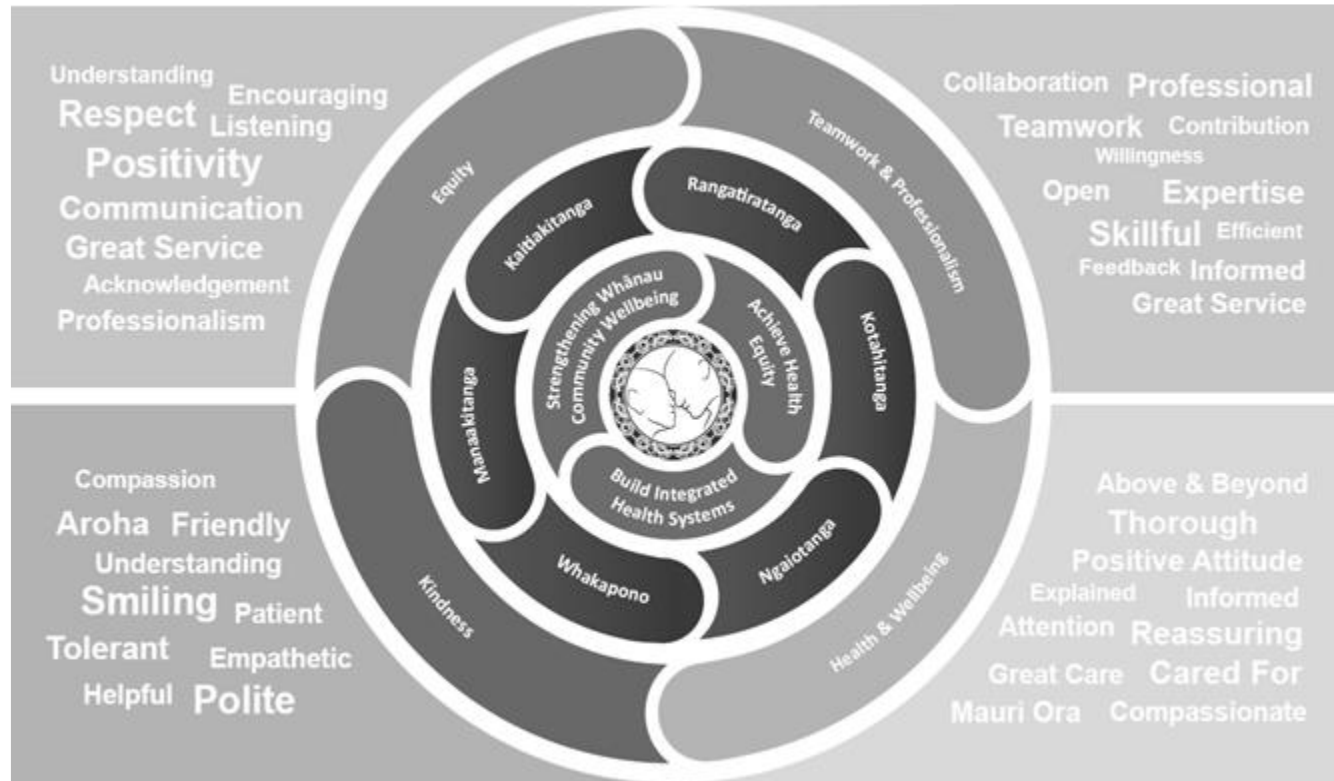 Understanding
Encouraging
Respect
Listening
Positivity
Communication
Great Service
Acknowledgement
Professionalism
Collaboration Professional
Teamwork Contribution
Willingness
Open Expertise
Skillful Efficient
Feedback Informed
Great Service
Equity
Teamwork & Professionalism
Kaitiakitanga
Rangatiratanga
Manaakitanga
Kotahitanga
Whakapono
Ngaiotanga
Strengthening Whānau
Community Wellbeing
Achieve Health
Equity
Build Integrated
Health Systems
Kindness
Health & Wellbeing
Compassion
Aroha Friendly
Understanding
Smiling Patient
Tolerant Empathetic
Helpful Polite
Above & Beyond
Thorough
Positive Attitude
Explained Informed
Attention Reassuring
Great Care Cared For
Mauri Ora Compassionate